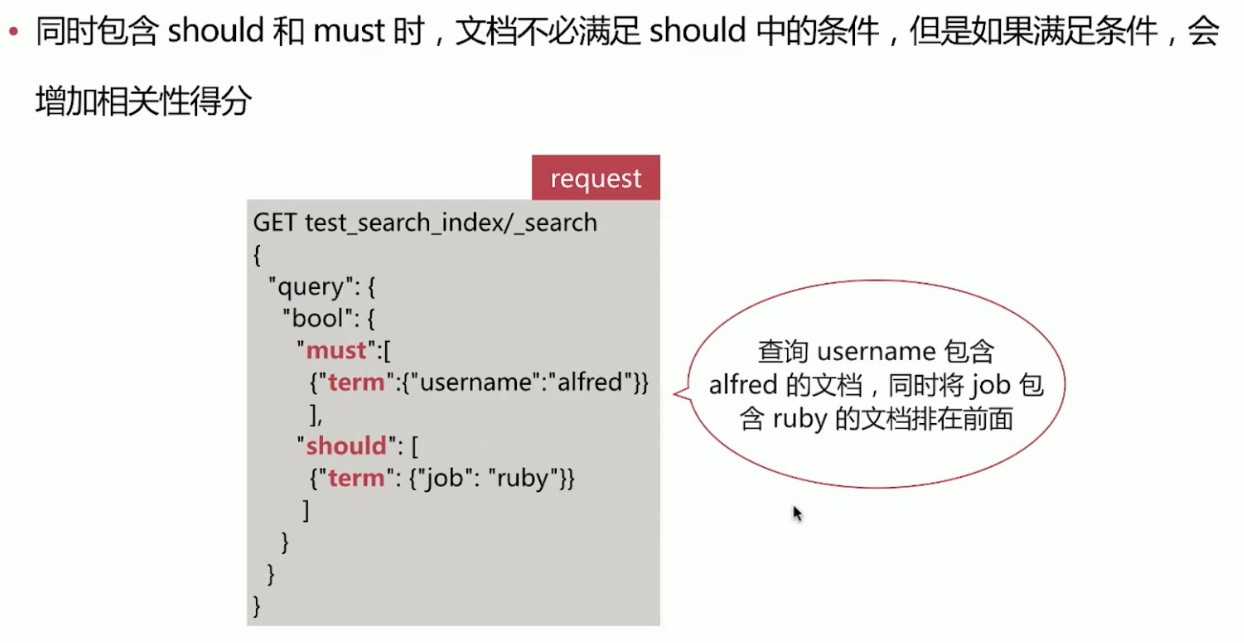 • 同时包含 should 和 must 时，文档不必满足 should 中的条件，但是如果满足条件，会
增加相关性得分
request
GET test_search_index/_search
{
"query": {
"bool": {
"must":[
{"term":{"username":"alfred"}}
],
"should": [
{"term": {"job": "ruby"}}
]
}
}
}
查询 username 包含
alfred 的文档，同时将 job 包
含 ruby 的文档排在前面